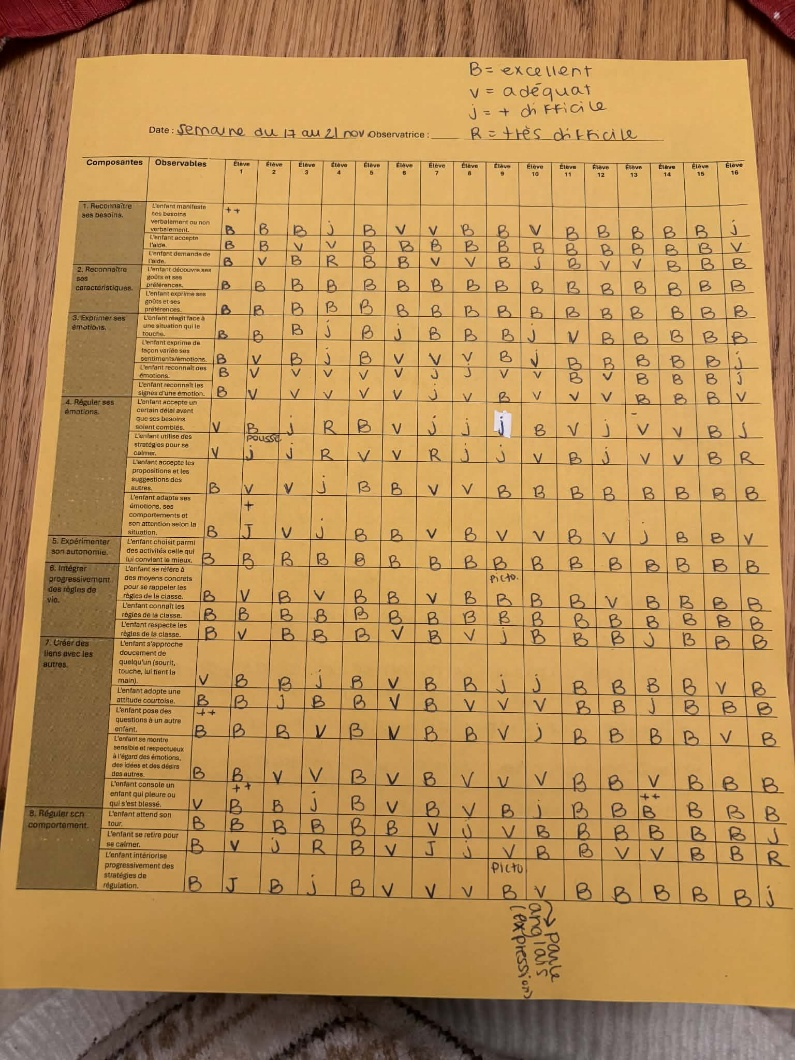 B = excellent
v = adéquat
j = + difficile
Date : Semaine du 17 au 21 nov Observatrice : ____ R = très difficile
Composantes Observables Élève 1 Élève 2 Élève 3 Élève 4 Élève 5 Élève 6 Élève 7 Élève 8 Élève 9 Élève 10 Élève 11 Élève 12 Élève 13 Élève 14 Élève 15 Élève 16
1. Reconnaître ses besoins.
L'enfant manifeste ses besoins verbalement ou non verbalement. ++ B B B j B v v B B v B B B B B j
L'enfant accepte l'aide. B B v v B B B B B B B B B B B v
L'enfant demande de l'aide. B v B R B B v v B j B v v B B B
2. Reconnaître ses caractéristiques.
L'enfant découvre ses goûts et ses préférences. B B B B B B B B B B B B B B B B
L'enfant exprime ses goûts et ses préférences. B B B B B B B B B B B B B B B B
3. Exprimer ses émotions.
L'enfant réagit face à une situation qui le touche. B B B j B j B B B j v B B B B B
L'enfant exprime de façon variée ses sentiments/émotions. B v B j B v v v B j B B B B B j
L'enfant reconnaît des émotions. B v v v v v j j v v B v B B B j
L'enfant reconnaît les signes d'une émotion. B v v v v v j v B v v v B B B v
4. Réguler ses émotions.
L'enfant accepte un certain délai avant que ses besoins soient comblés. v B j R B v j j j B v j v v B j
L'enfant utilise des stratégies pour se calmer. v pousse j j R v v R j j v B j v v B R
L'enfant accepte les propositions et les suggestions des autres. B v v j B B v v B B B B B B B B
L'enfant adapte ses émotions, ses comportements et son attention selon la situation. B + J v j B B v B v v B v j B B v
5. Expérimenter son autonomie.
L'enfant choisit parmi des activités celle qui lui convient le mieux. B B B B B B B B B B B B B B B B
6. Intégrer progressivement des règles de vie.
L'enfant se réfère à des moyens concrets pour se rappeler les règles de la classe. B v B v B B v B picto. B B B v B B B B
L'enfant connaît les règles de la classe. B B B B B B B B B B B B B B B B
L'enfant respecte les règles de la classe. B v B B B v B v j B B B j B B B
7. Créer des liens avec les autres.
L'enfant s'approche doucement de quelqu'un (sourit, touche, lui tient la main). v B B j B v B B j j B B B B v B
L'enfant adopte une attitude courtoise. B B j B B v B v v v B B j B B B
L'enfant pose des questions à un autre enfant. ++ B B B v B v B B v j B B B B v B
L'enfant se montre sensible et respectueux à l'égard des émotions, des idées et des désirs des autres. B B v v B v B v v v B B v B B B
L'enfant console un enfant qui pleure ou qui s'est blessé. v ++ B B j B v B v B j B B ++ B B B B
8. Réguler son comportement.
L'enfant attend son tour. B B B B B B v j v B B B B B B J
L'enfant se retire pour se calmer. B v j R B v J j v B B v v B B R
L'enfant intériorise progressivement des stratégies de régulation. B J B j B v v v picto B v B B B B B j
parle
anglais
(expression)